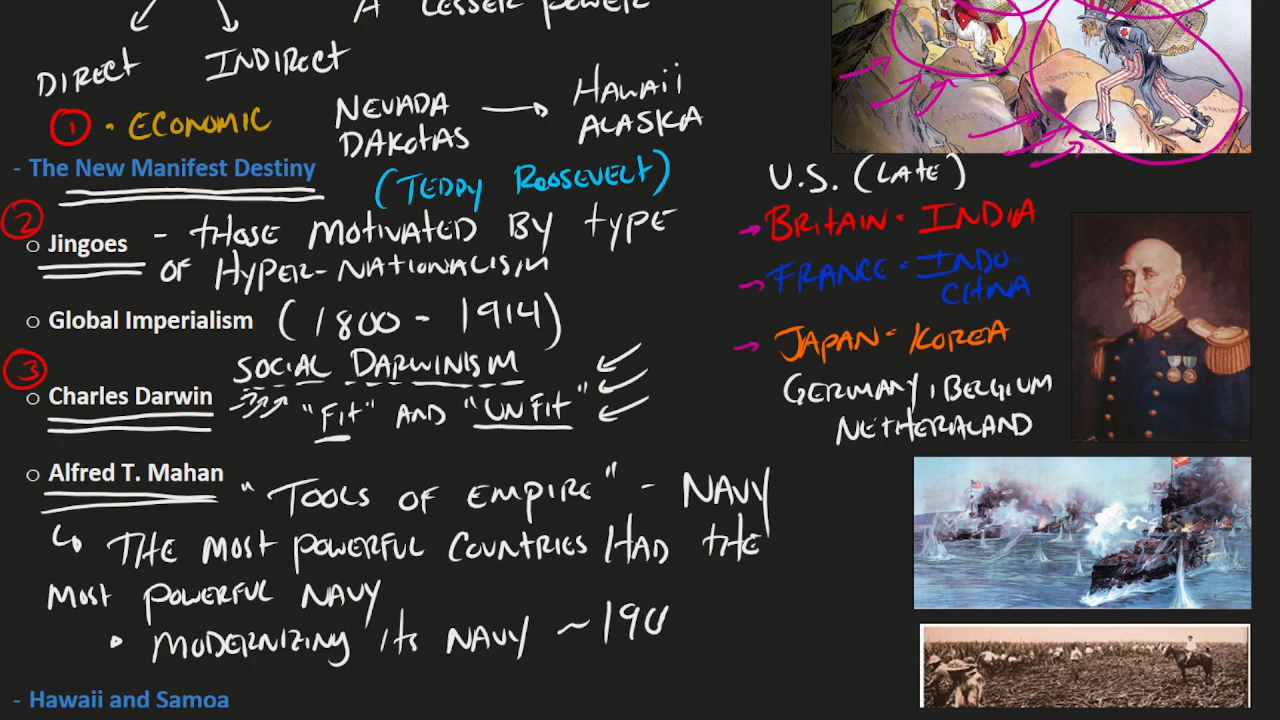 A LESSER POWER
DIRECT INDIRECT
① • ECONOMIC
NEVADA → HAWAII
DAKOTAS ALASKA
- The New Manifest Destiny
(TEDDY ROOSEVELT)
② ○ Jingoes - THOSE MOTIVATED BY TYPE
OF HYPER-NATIONALISM
○ Global Imperialism (1800 - 1914)
③ SOCIAL DARWINISM
○ Charles Darwin "FIT" AND "UNFIT"
○ Alfred T. Mahan "TOOLS OF EMPIRE" - NAVY
↳ THE MOST POWERFUL COUNTRIES HAD THE
MOST POWERFUL NAVY
• MODERNIZING ITS NAVY ~ 190
- Hawaii and Samoa
U.S. (LATE)
→ BRITAIN - INDIA
→ FRANCE - INDO-
CHINA
→ JAPAN - KOREA
GERMANY, BELGIUM
NETHERALAND
IGNORANCE